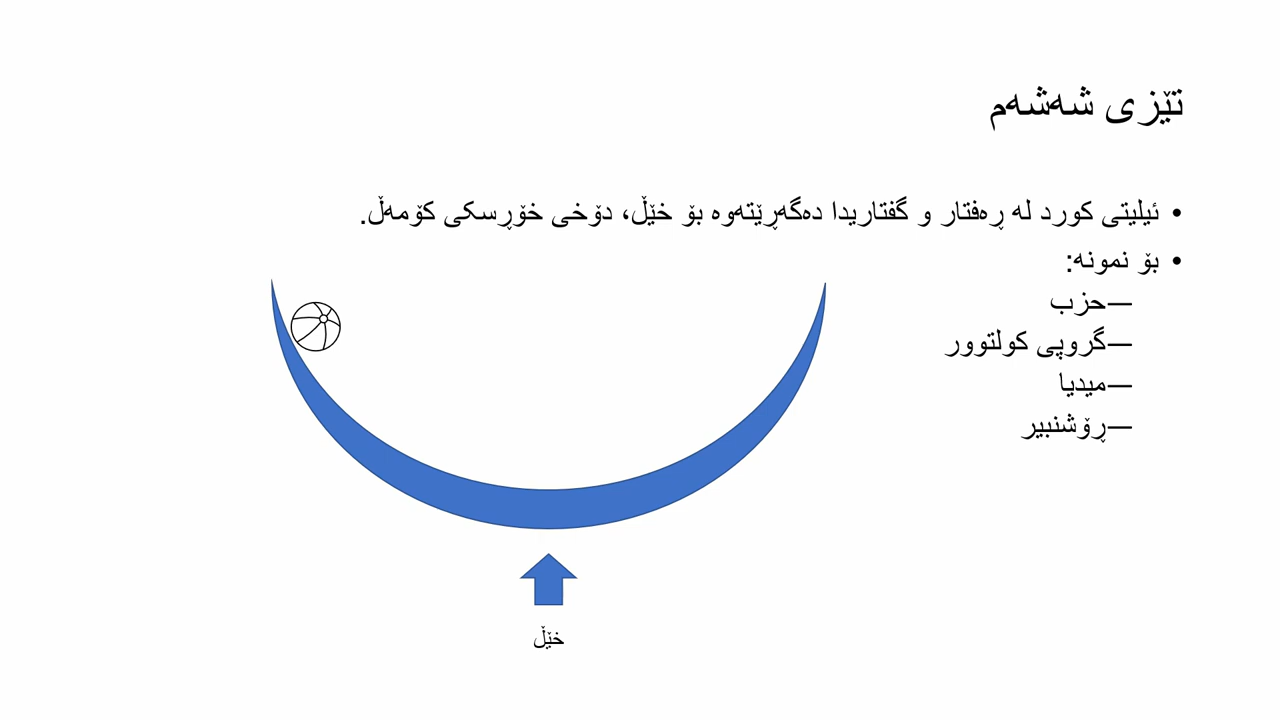 تێزی شەشەم
• ئیلیتی کورد لە ڕەفتار و گفتاریدا دەگەڕێتەوە بۆ خێڵ، دۆخی خۆڕسکی کۆمەڵ.
• بۆ نمونە:
—حزب
—گروپی کولتوور
—میدیا
—ڕۆشنبیر
خێڵ